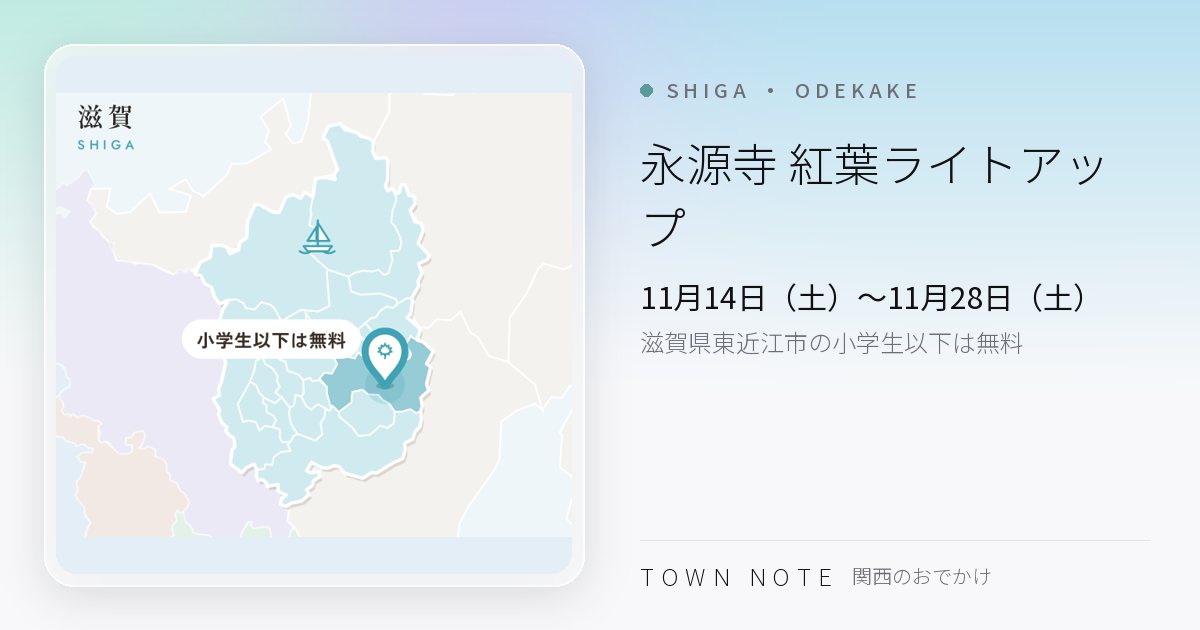 滋賀
SHIGA
小学生以下は無料
SHIGA • ODEKAKE
永源寺 紅葉ライトアッ
プ
11月14日（土）〜11月28日（土）
滋賀県東近江市の小学生以下は無料
TOWN NOTE 関西のおでかけ